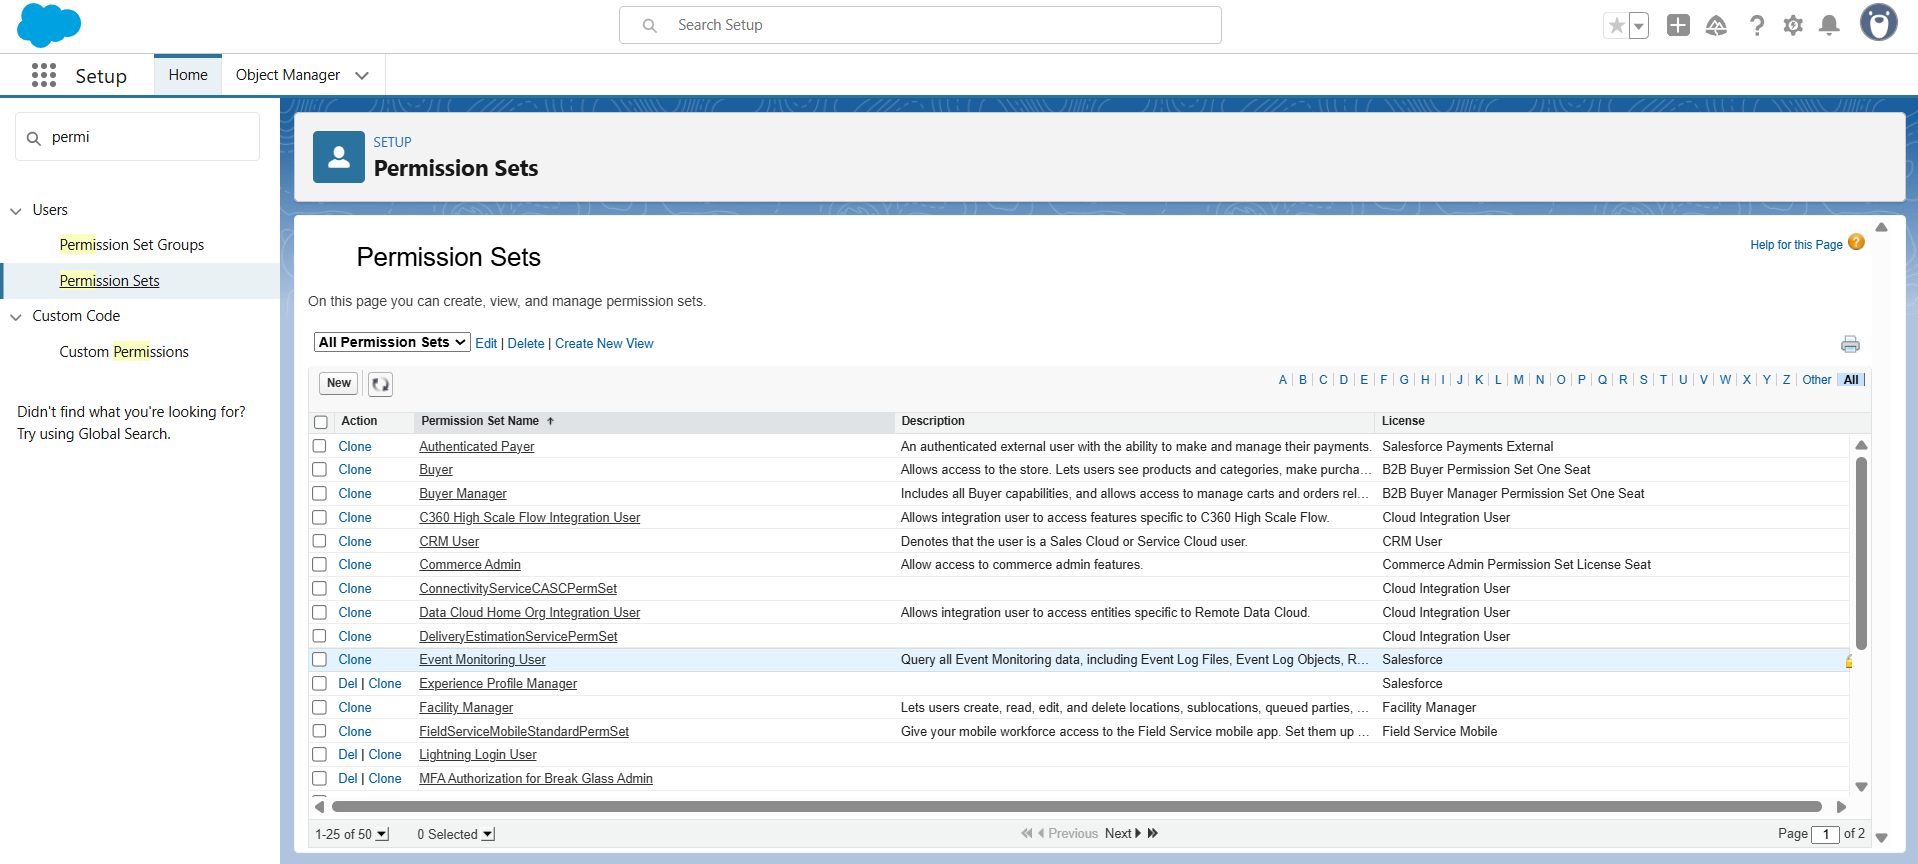 Search Setup
Setup
Home
Object Manager
permi
Users
Permission Set Groups
Permission Sets
Custom Code
Custom Permissions
Didn't find what you're looking for?
Try using Global Search.
SETUP
Permission Sets
Permission Sets
Help for this Page ?
On this page you can create, view, and manage permission sets.
All Permission Sets Edit | Delete | Create New View
New
A | B | C | D | E | F | G | H | I | J | K | L | M | N | O | P | Q | R | S | T | U | V | W | X | Y | Z | Other | All |
Action Permission Set Name ↑ Description License
Clone Authenticated Payer An authenticated external user with the ability to make and manage their payments. Salesforce Payments External
Clone Buyer Allows access to the store. Lets users see products and categories, make purcha... B2B Buyer Permission Set One Seat
Clone Buyer Manager Includes all Buyer capabilities, and allows access to manage carts and orders rel... B2B Buyer Manager Permission Set One Seat
Clone C360 High Scale Flow Integration User Allows integration user to access features specific to C360 High Scale Flow. Cloud Integration User
Clone CRM User Denotes that the user is a Sales Cloud or Service Cloud user. CRM User
Clone Commerce Admin Allow access to commerce admin features. Commerce Admin Permission Set License Seat
Clone ConnectivityServiceCASCPermSet Cloud Integration User
Clone Data Cloud Home Org Integration User Allows integration user to access entities specific to Remote Data Cloud. Cloud Integration User
Clone DeliveryEstimationServicePermSet Cloud Integration User
Clone Event Monitoring User Query all Event Monitoring data, including Event Log Files, Event Log Objects, R... Salesforce
Del | Clone Experience Profile Manager Salesforce
Clone Facility Manager Lets users create, read, edit, and delete locations, sublocations, queued parties, ... Facility Manager
Clone FieldServiceMobileStandardPermSet Give your mobile workforce access to the Field Service mobile app. Set them up ... Field Service Mobile
Del | Clone Lightning Login User
Del | Clone MFA Authorization for Break Glass Admin
1-25 of 50 0 Selected Previous Next Page 1 of 2